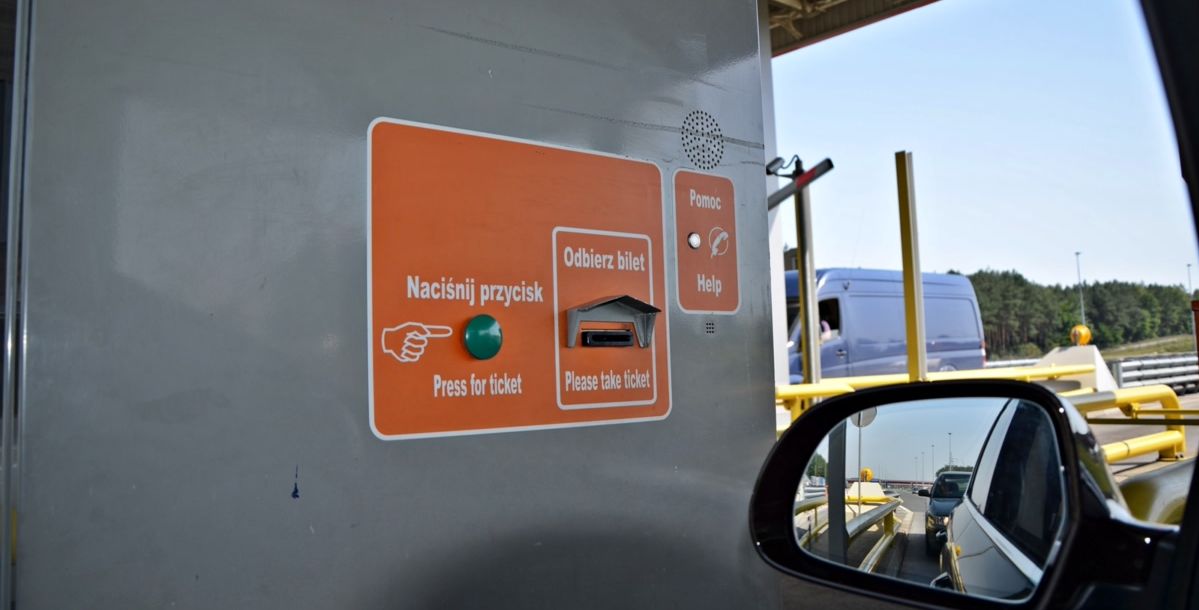 Naciśnij przycisk
Press for ticket
Odbierz bilet
Please take ticket
Pomoc
Help